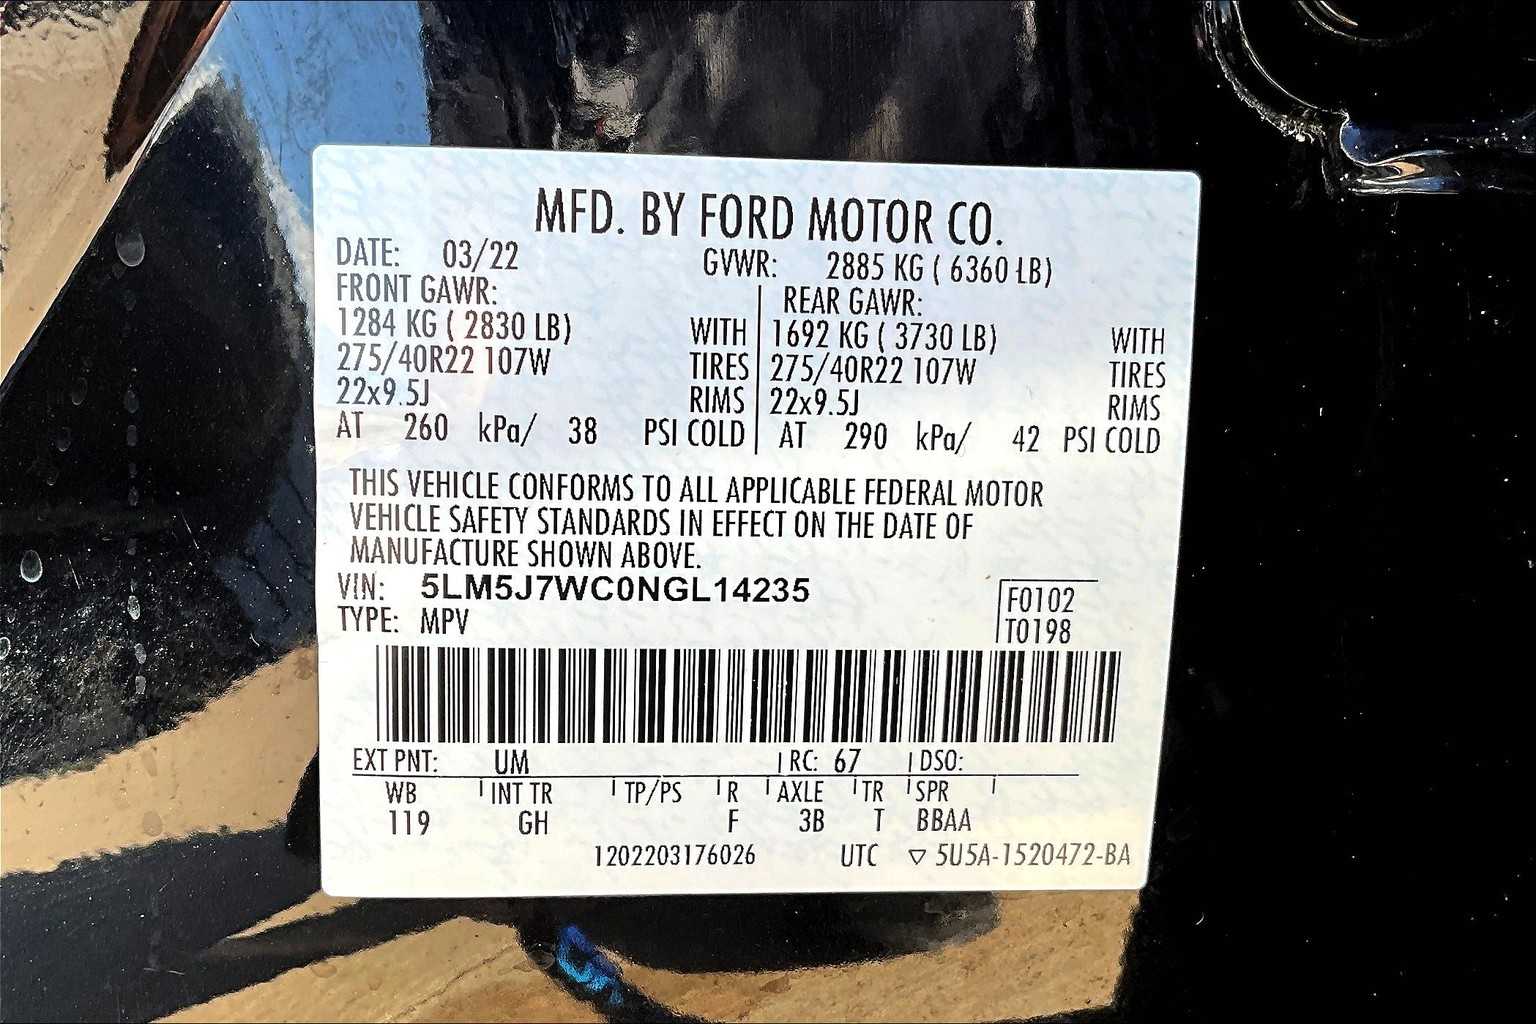 MFD. BY FORD MOTOR CO.
DATE: 03/22 GVWR: 2885 KG ( 6360 LB)
FRONT GAWR: REAR GAWR:
1284 KG ( 2830 LB) WITH 1692 KG ( 3730 LB) WITH
275/40R22 107W TIRES 275/40R22 107W TIRES
22x9.5J RIMS 22x9.5J RIMS
AT 260 kPa/ 38 PSI COLD AT 290 kPa/ 42 PSI COLD
THIS VEHICLE CONFORMS TO ALL APPLICABLE FEDERAL MOTOR
VEHICLE SAFETY STANDARDS IN EFFECT ON THE DATE OF
MANUFACTURE SHOWN ABOVE.
VIN: 5LM5J7WC0NGL14235 F0102
TYPE: MPV T0198
EXT PNT: UM RC: 67 DSO:
WB INT TR TP/PS R AXLE TR SPR
119 GH F 3B T BBAA
1202203176026 UTC ▽ 5U5A-1520472-BA